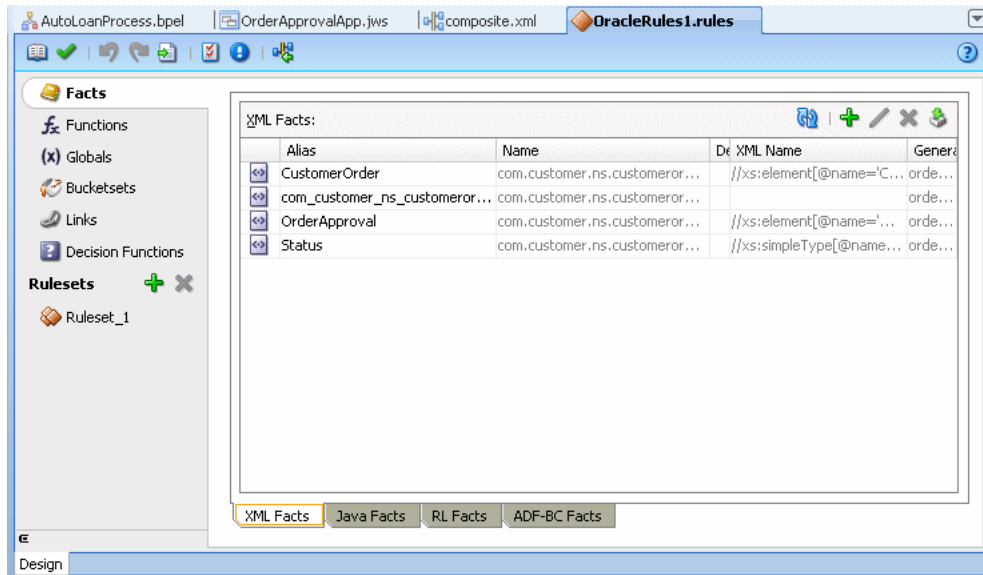 AutoLoanProcess.bpel OrderApprovalApp.jws composite.xml OracleRules1.rules
Facts
XML Facts:
fx Functions
Alias Name De XML Name Genera
(x) Globals
CustomerOrder com.customer.ns.customeror... //xs:element[@name='C... orde...
Bucketsets
com_customer_ns_customeror... com.customer.ns.customeror... orde...
Links
OrderApproval com.customer.ns.customeror... //xs:element[@name='... orde...
Decision Functions
Status com.customer.ns.customeror... //xs:simpleType[@name... orde...
Rulesets
Ruleset_1
XML Facts Java Facts RL Facts ADF-BC Facts
Design